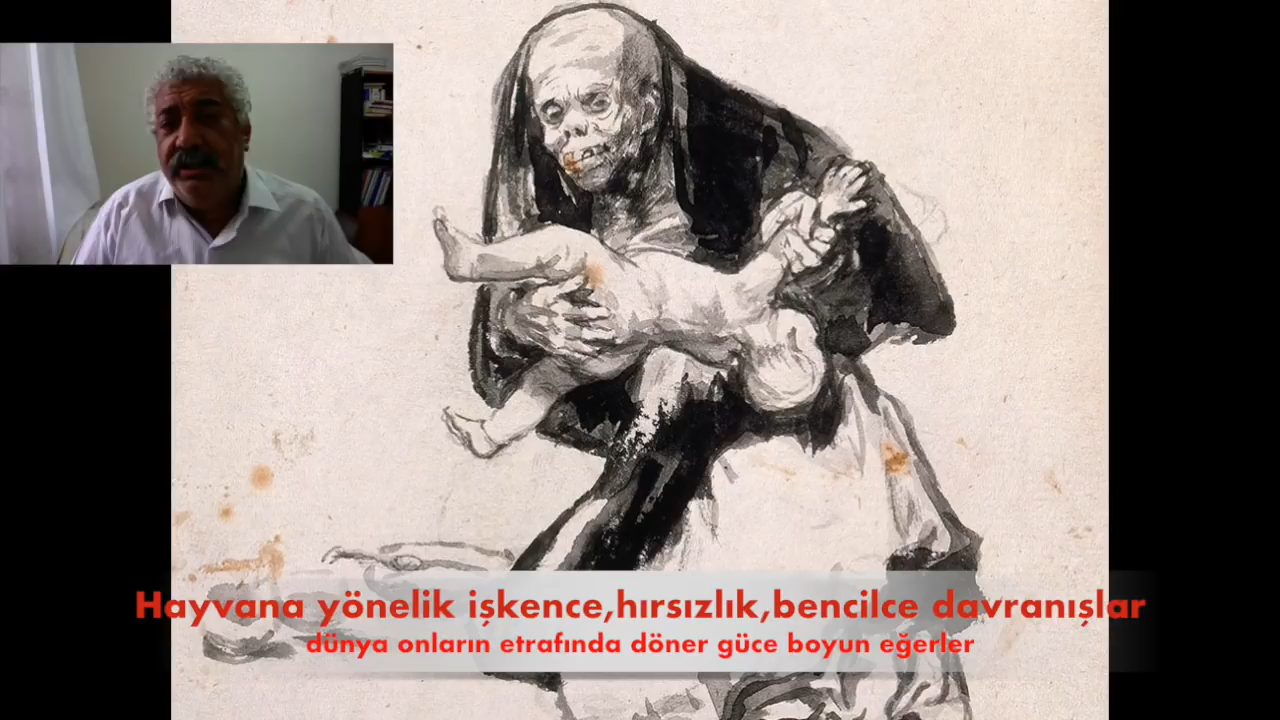 Hayvana yönelik işkence,hırsızlık,bencilce davranışlar
dünya onların etrafında döner güce boyun eğerler